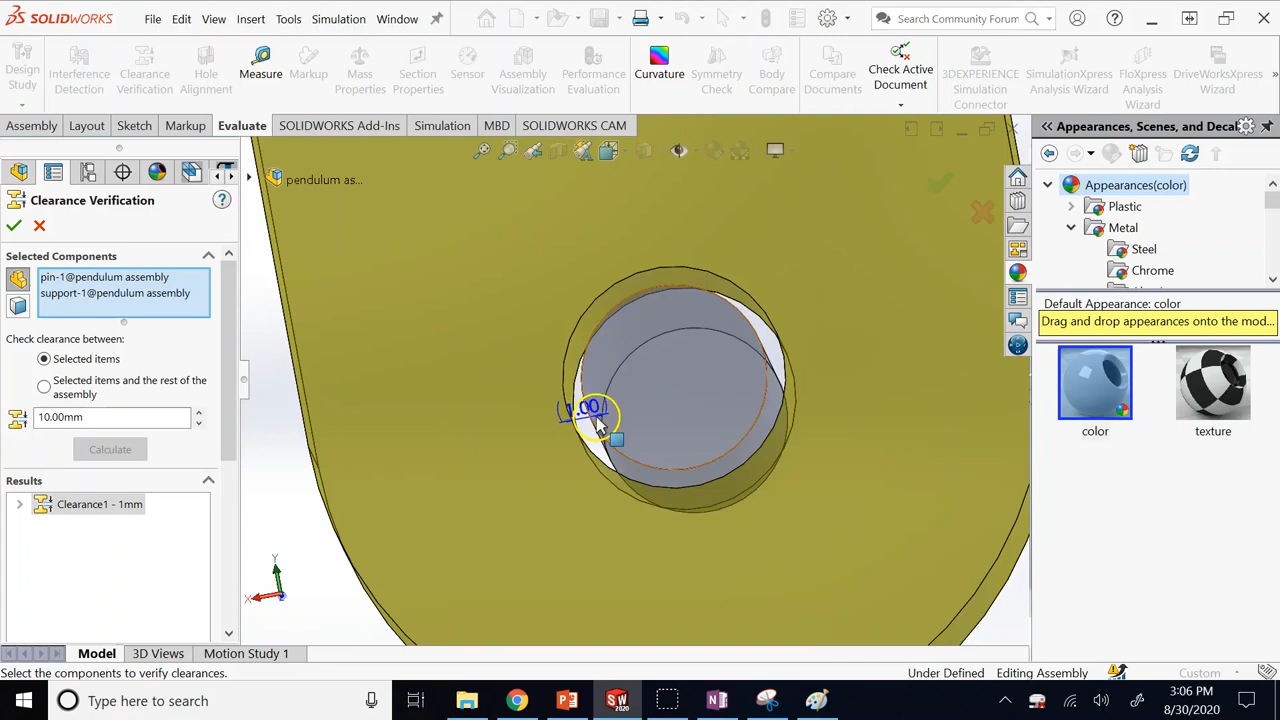 SOLIDWORKS File Edit View Insert Tools Simulation Window Search Community Forum
Design Study Interference Detection Clearance Verification Hole Alignment Measure Markup Mass Properties Section Properties Sensor Assembly Visualization Performance Evaluation Curvature Symmetry Check Body Compare Compare Documents Check Active Document 3DEXPERIENCE Simulation Connector SimulationXpress Analysis Wizard FloXpress Analysis Wizard DriveWorksXpress Wizard
Assembly Layout Sketch Markup Evaluate SOLIDWORKS Add-Ins Simulation MBD SOLIDWORKS CAM
Appearances, Scenes, and Decal
pendulum as...
Clearance Verification
Selected Components
pin-1@pendulum assembly
support-1@pendulum assembly
Check clearance between:
Selected items
Selected items and the rest of the
assembly
10.00mm
Calculate
Results
Clearance1 - 1mm
(1.00)
Y
X
Appearances(color)
Plastic
Metal
Steel
Chrome
Default Appearance: color
Drag and drop appearances onto the mod...
color texture
Model 3D Views Motion Study 1
Select the components to verify clearances. Under Defined Editing Assembly Custom
Type here to search
SW
2020
3:06 PM
8/30/2020